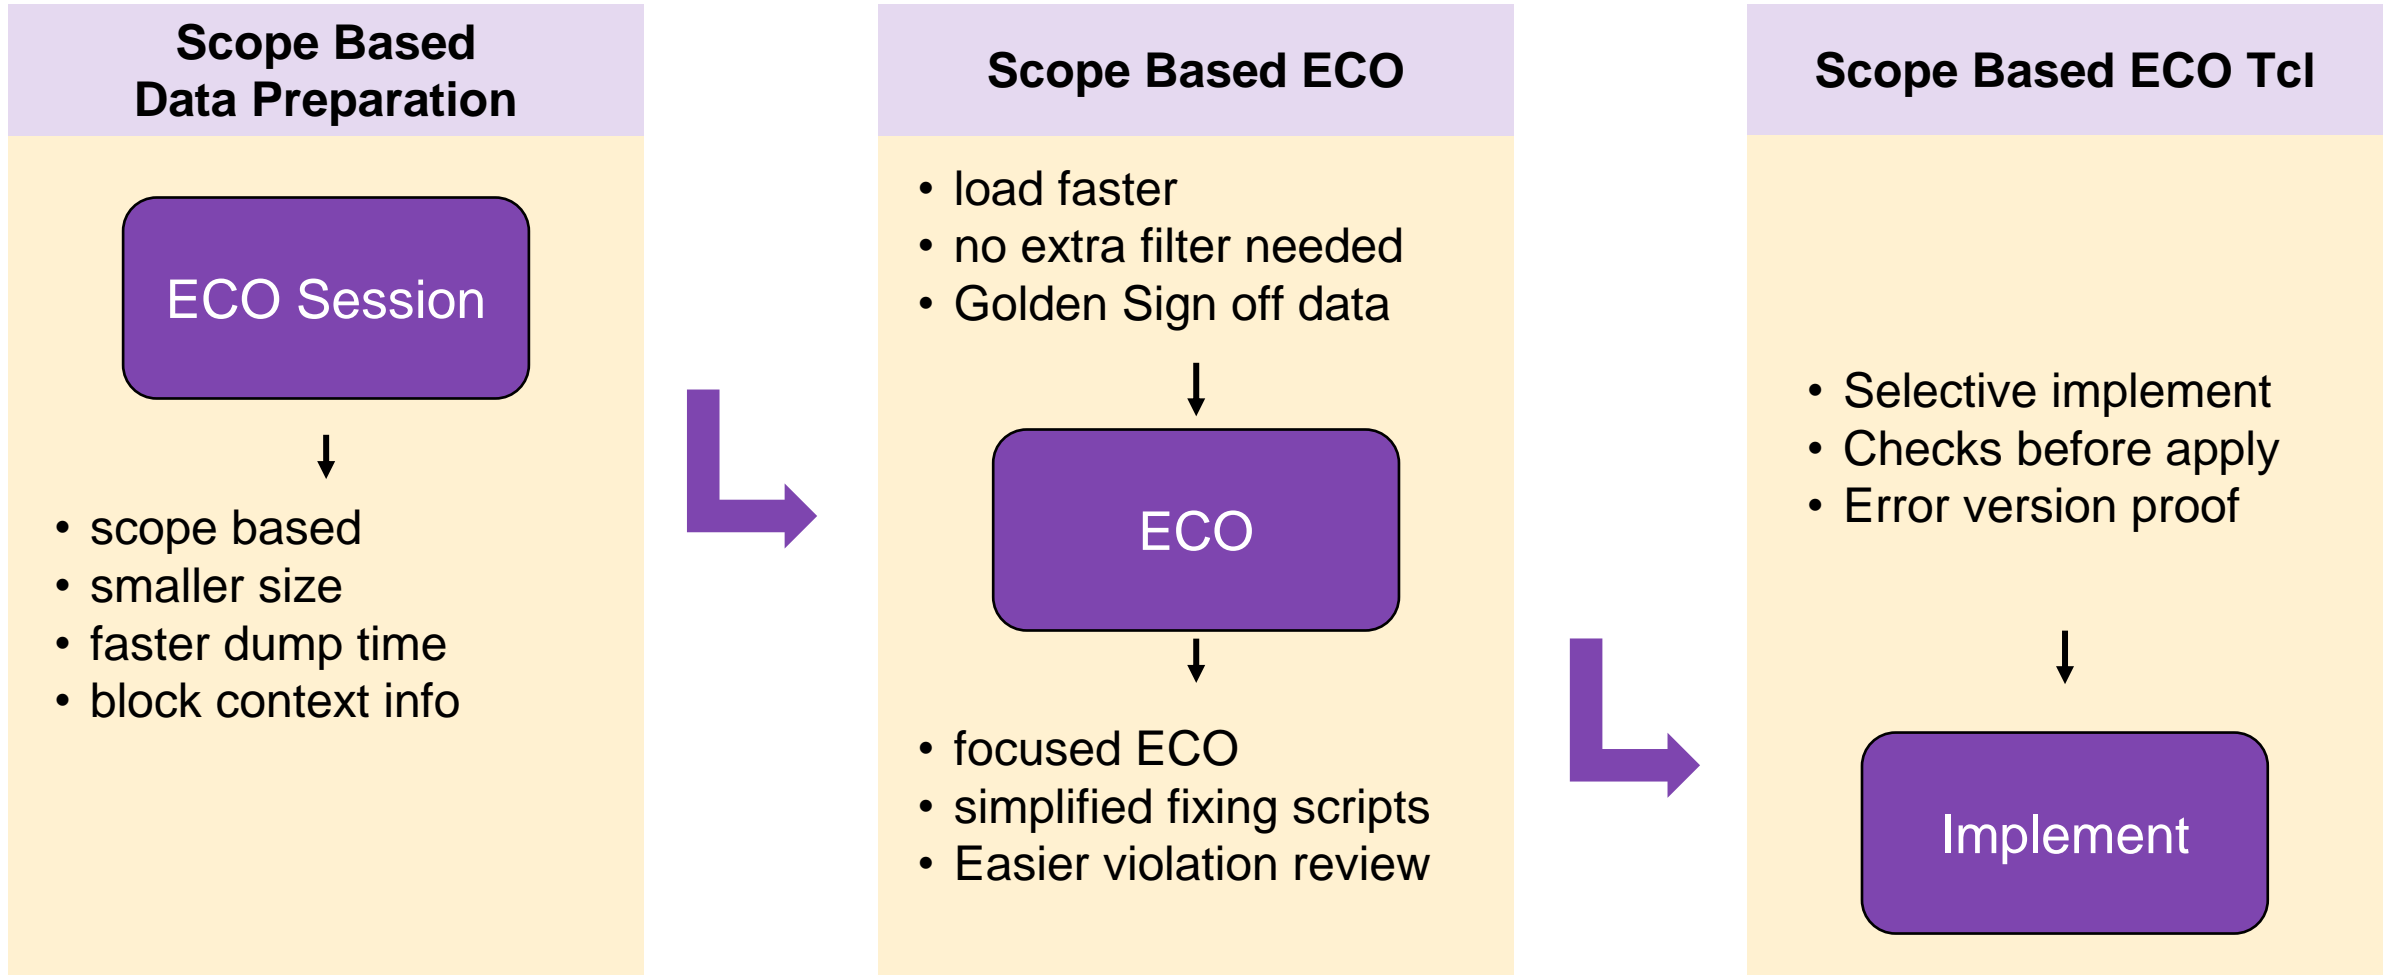 Scope Based
Data Preparation
ECO Session
• scope based
• smaller size
• faster dump time
• block context info
Scope Based ECO
• load faster
• no extra filter needed
• Golden Sign off data
ECO
• focused ECO
• simplified fixing scripts
• Easier violation review
Scope Based ECO Tcl
• Selective implement
• Checks before apply
• Error version proof
Implement